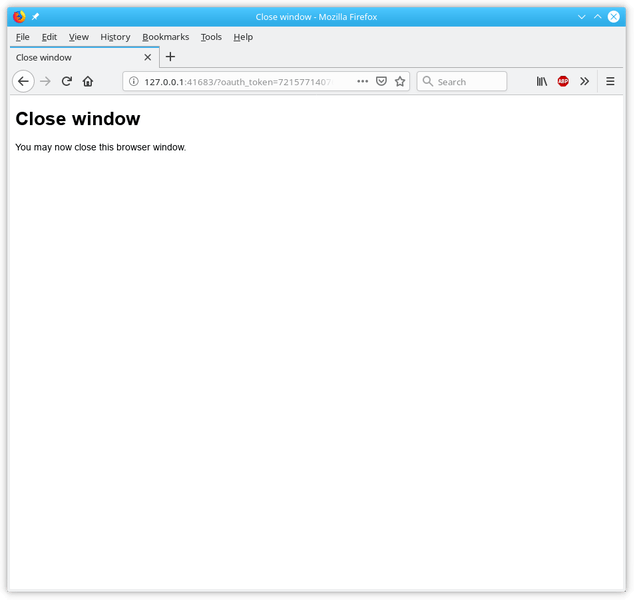 Close window - Mozilla Firefox
File Edit View History Bookmarks Tools Help
Close window
127.0.0.1:41683/?oauth_token=721577140 Search ABP
Close window
You may now close this browser window.